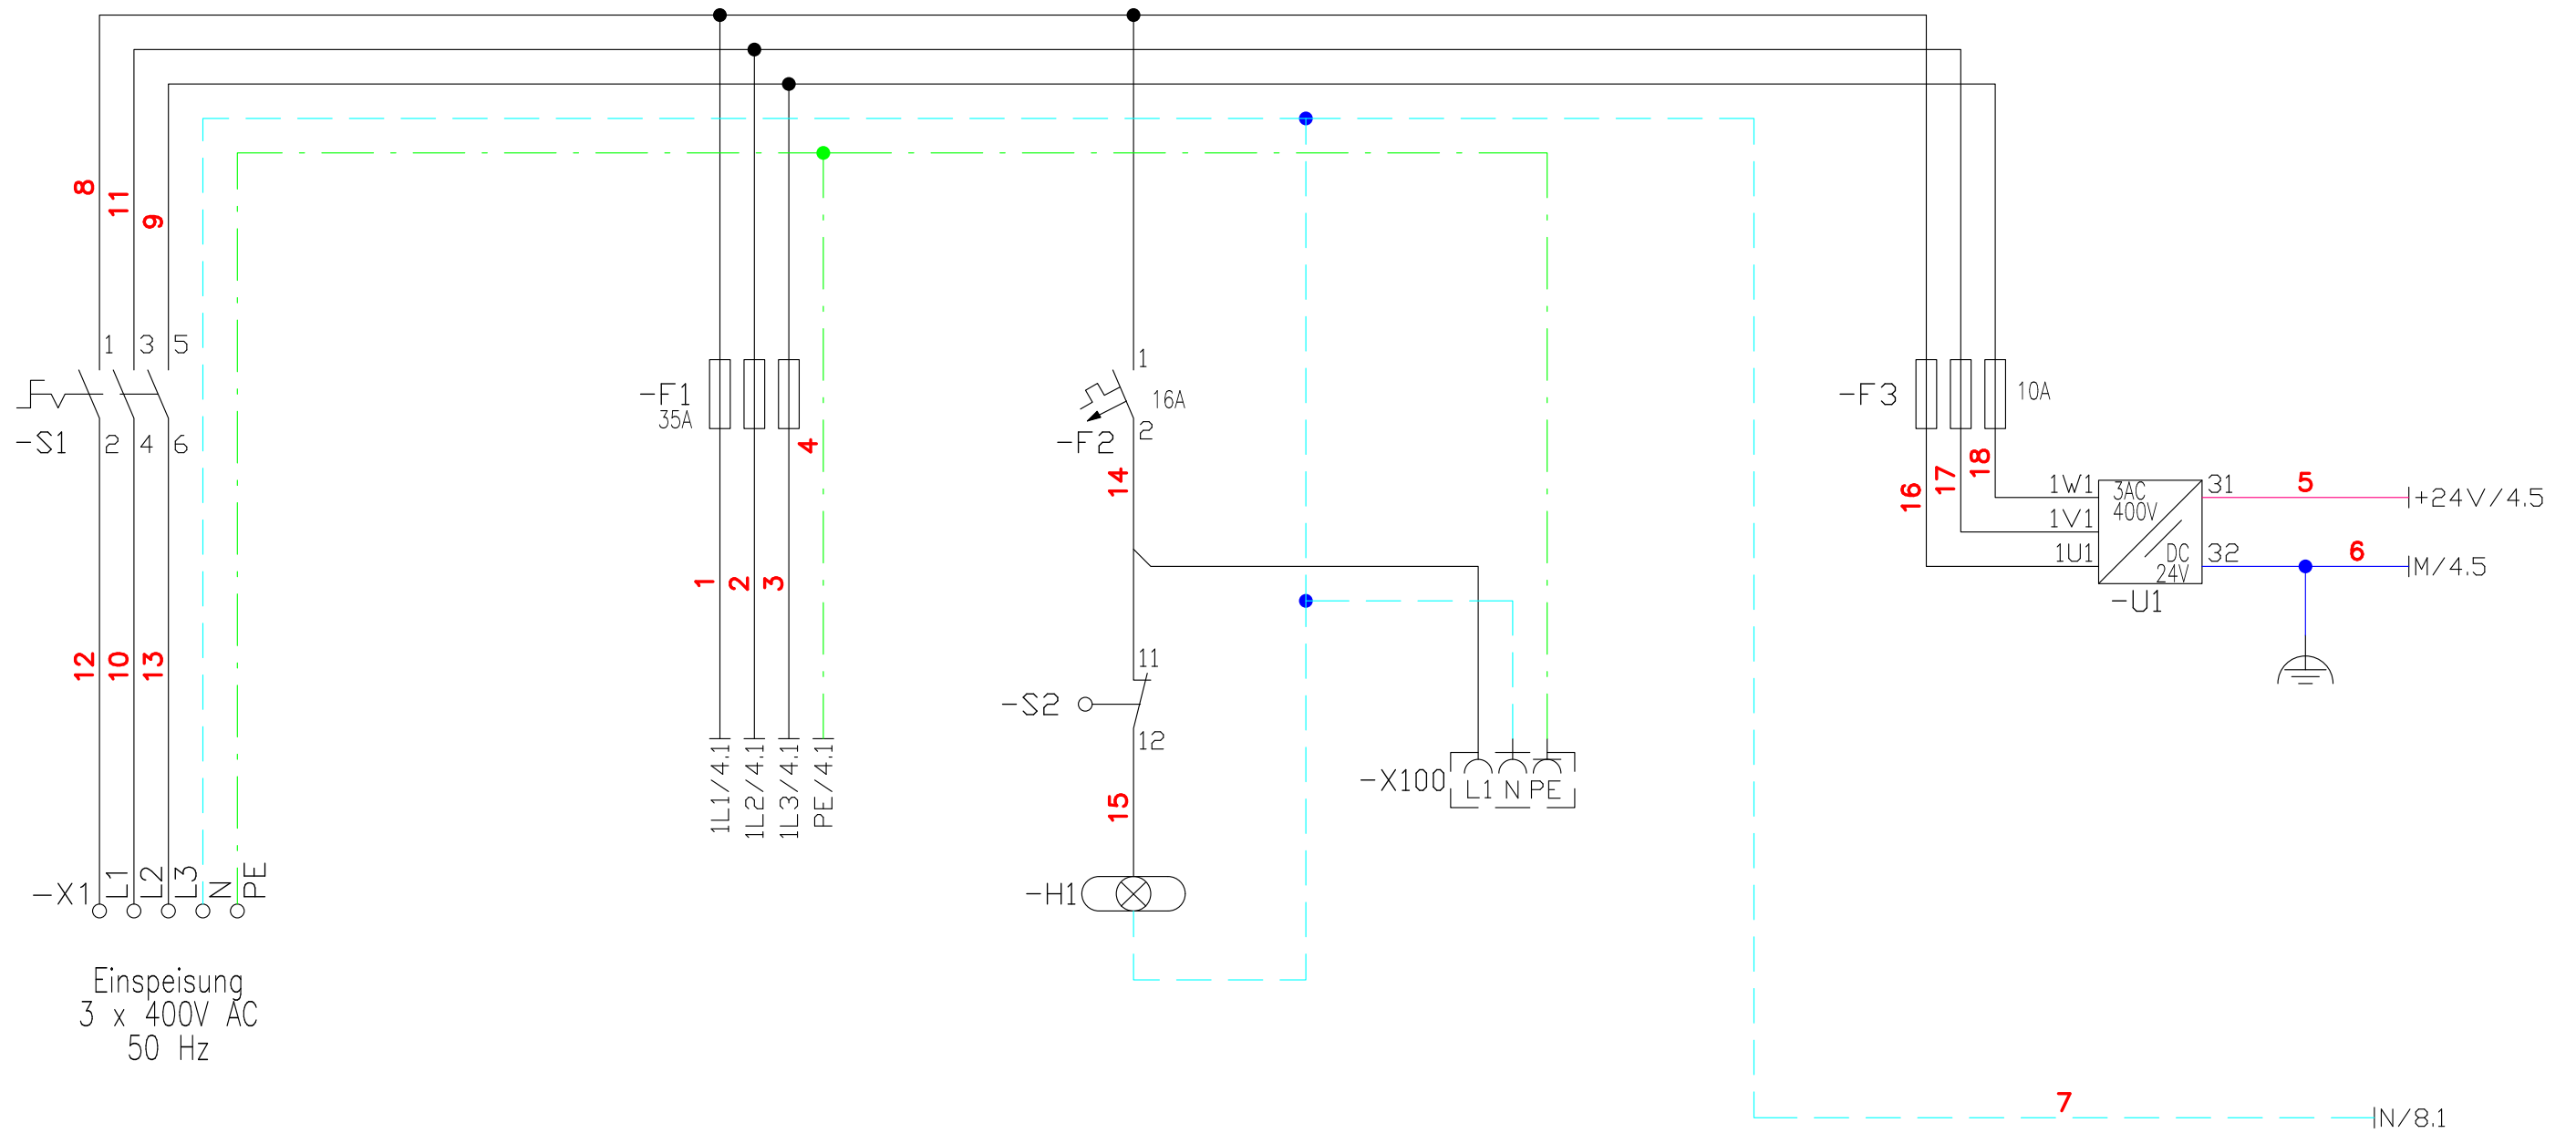 8
11
9
1
3
5
-S1
2
4
6
12
10
13
-X1
L1
L2
L3
N
PE
Einspeisung
3 x 400V AC
50 Hz
-F1
35A
4
1
2
3
1L1/4.1
1L2/4.1
1L3/4.1
PE/4.1
1
16A
2
-F2
14
11
-S2
12
15
-H1
-X100
L1 N PE
-F3
10A
16
17
18
1W1
1V1
1U1
3AC
400V
DC
24V
-U1
31
32
5
+24V/4.5
6
M/4.5
7
N/8.1